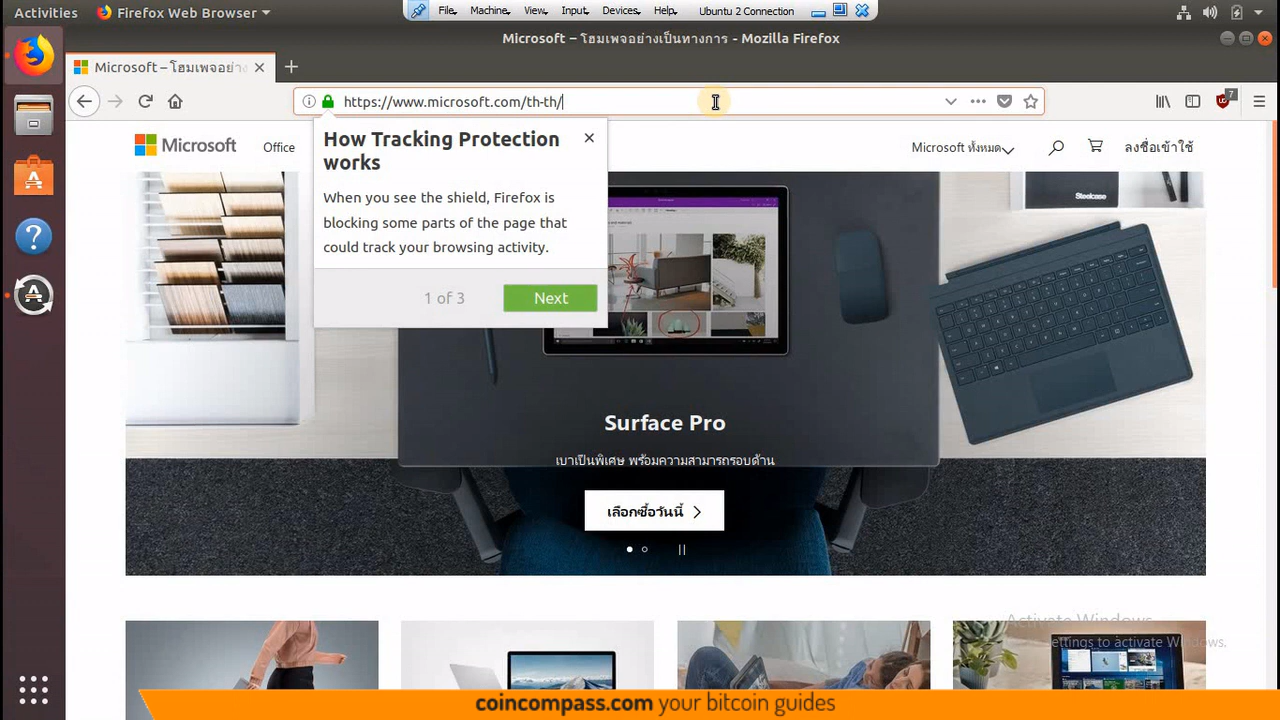 Activities
Firefox Web Browser
File
Machine
View
Input
Devices
Help
Ubuntu 2 Connection
Microsoft – โฮมเพจอย่างเป็นทางการ - Mozilla Firefox
Microsoft – โฮมเพจอย่าง
https://www.microsoft.com/th-th/
7
How Tracking Protection
works
When you see the shield, Firefox is
blocking some parts of the page that
could track your browsing activity.
1 of 3
Next
Microsoft
Office
Microsoft ทั้งหมด
ลงชื่อเข้าใช้
Steelcase
Surface Pro
เบาเป็นพิเศษ พร้อมความสามารถรอบด้าน
เลือกซื้อวันนี้
Activate Windows
ettings to activate Windows.
coincompass.com your bitcoin guides